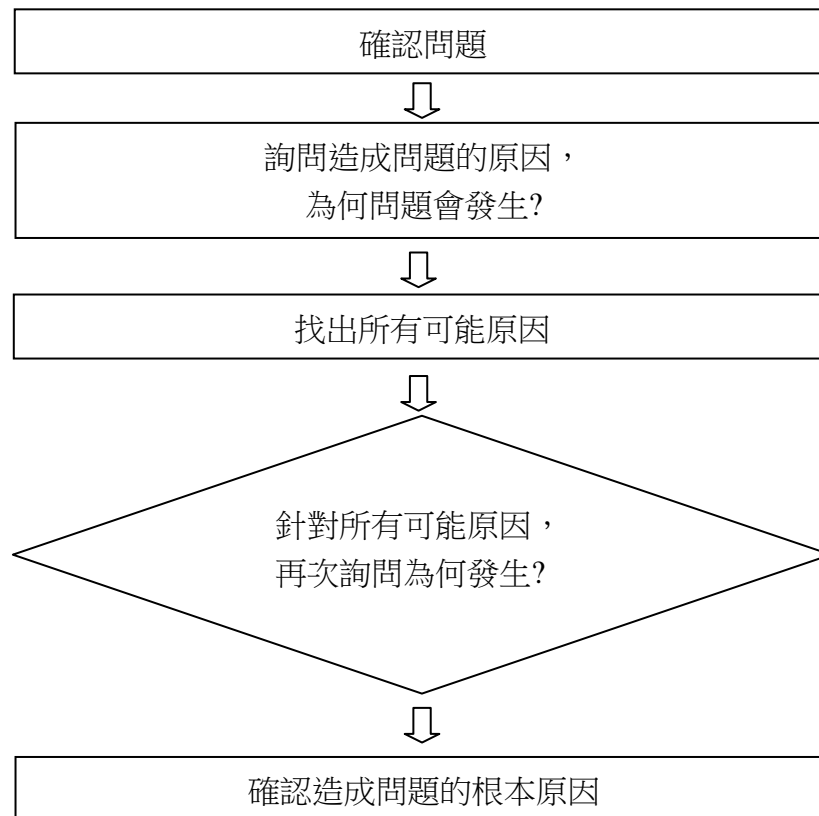 確認問題
詢問造成問題的原因，
為何問題會發生?
找出所有可能原因
針對所有可能原因，
再次詢問為何發生?
確認造成問題的根本原因